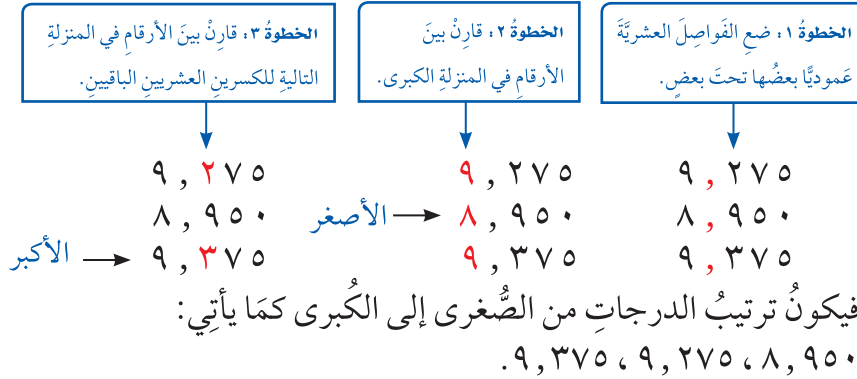 الخطوةُ ١: ضعِ الفَواصِلَ العشريَّةَ
عَموديًّا بعضُها تحتَ بعضٍ.
الخطوةُ ٢: قارِنْ بينَ
الأرقامِ في المنزلةِ الكبرى.
الخطوةُ ٣: قارِنْ بينَ الأرقامِ في المنزلةِ
التاليةِ للكسرينِ العشريينِ الباقيينِ.
٩,٢٧٥
٨,٩٥٠
٩,٣٧٥
٩,٢٧٥
٨,٩٥٠ الأصغر
٩,٣٧٥
٩,٢٧٥
٨,٩٥٠
٩,٣٧٥ الأكبر
فيكونُ ترتيبُ الدرجاتِ من الصُّغرى إلى الكُبرى كمَا يأتِي:
٨,٩٥٠، ٩,٢٧٥، ٩,٣٧٥.